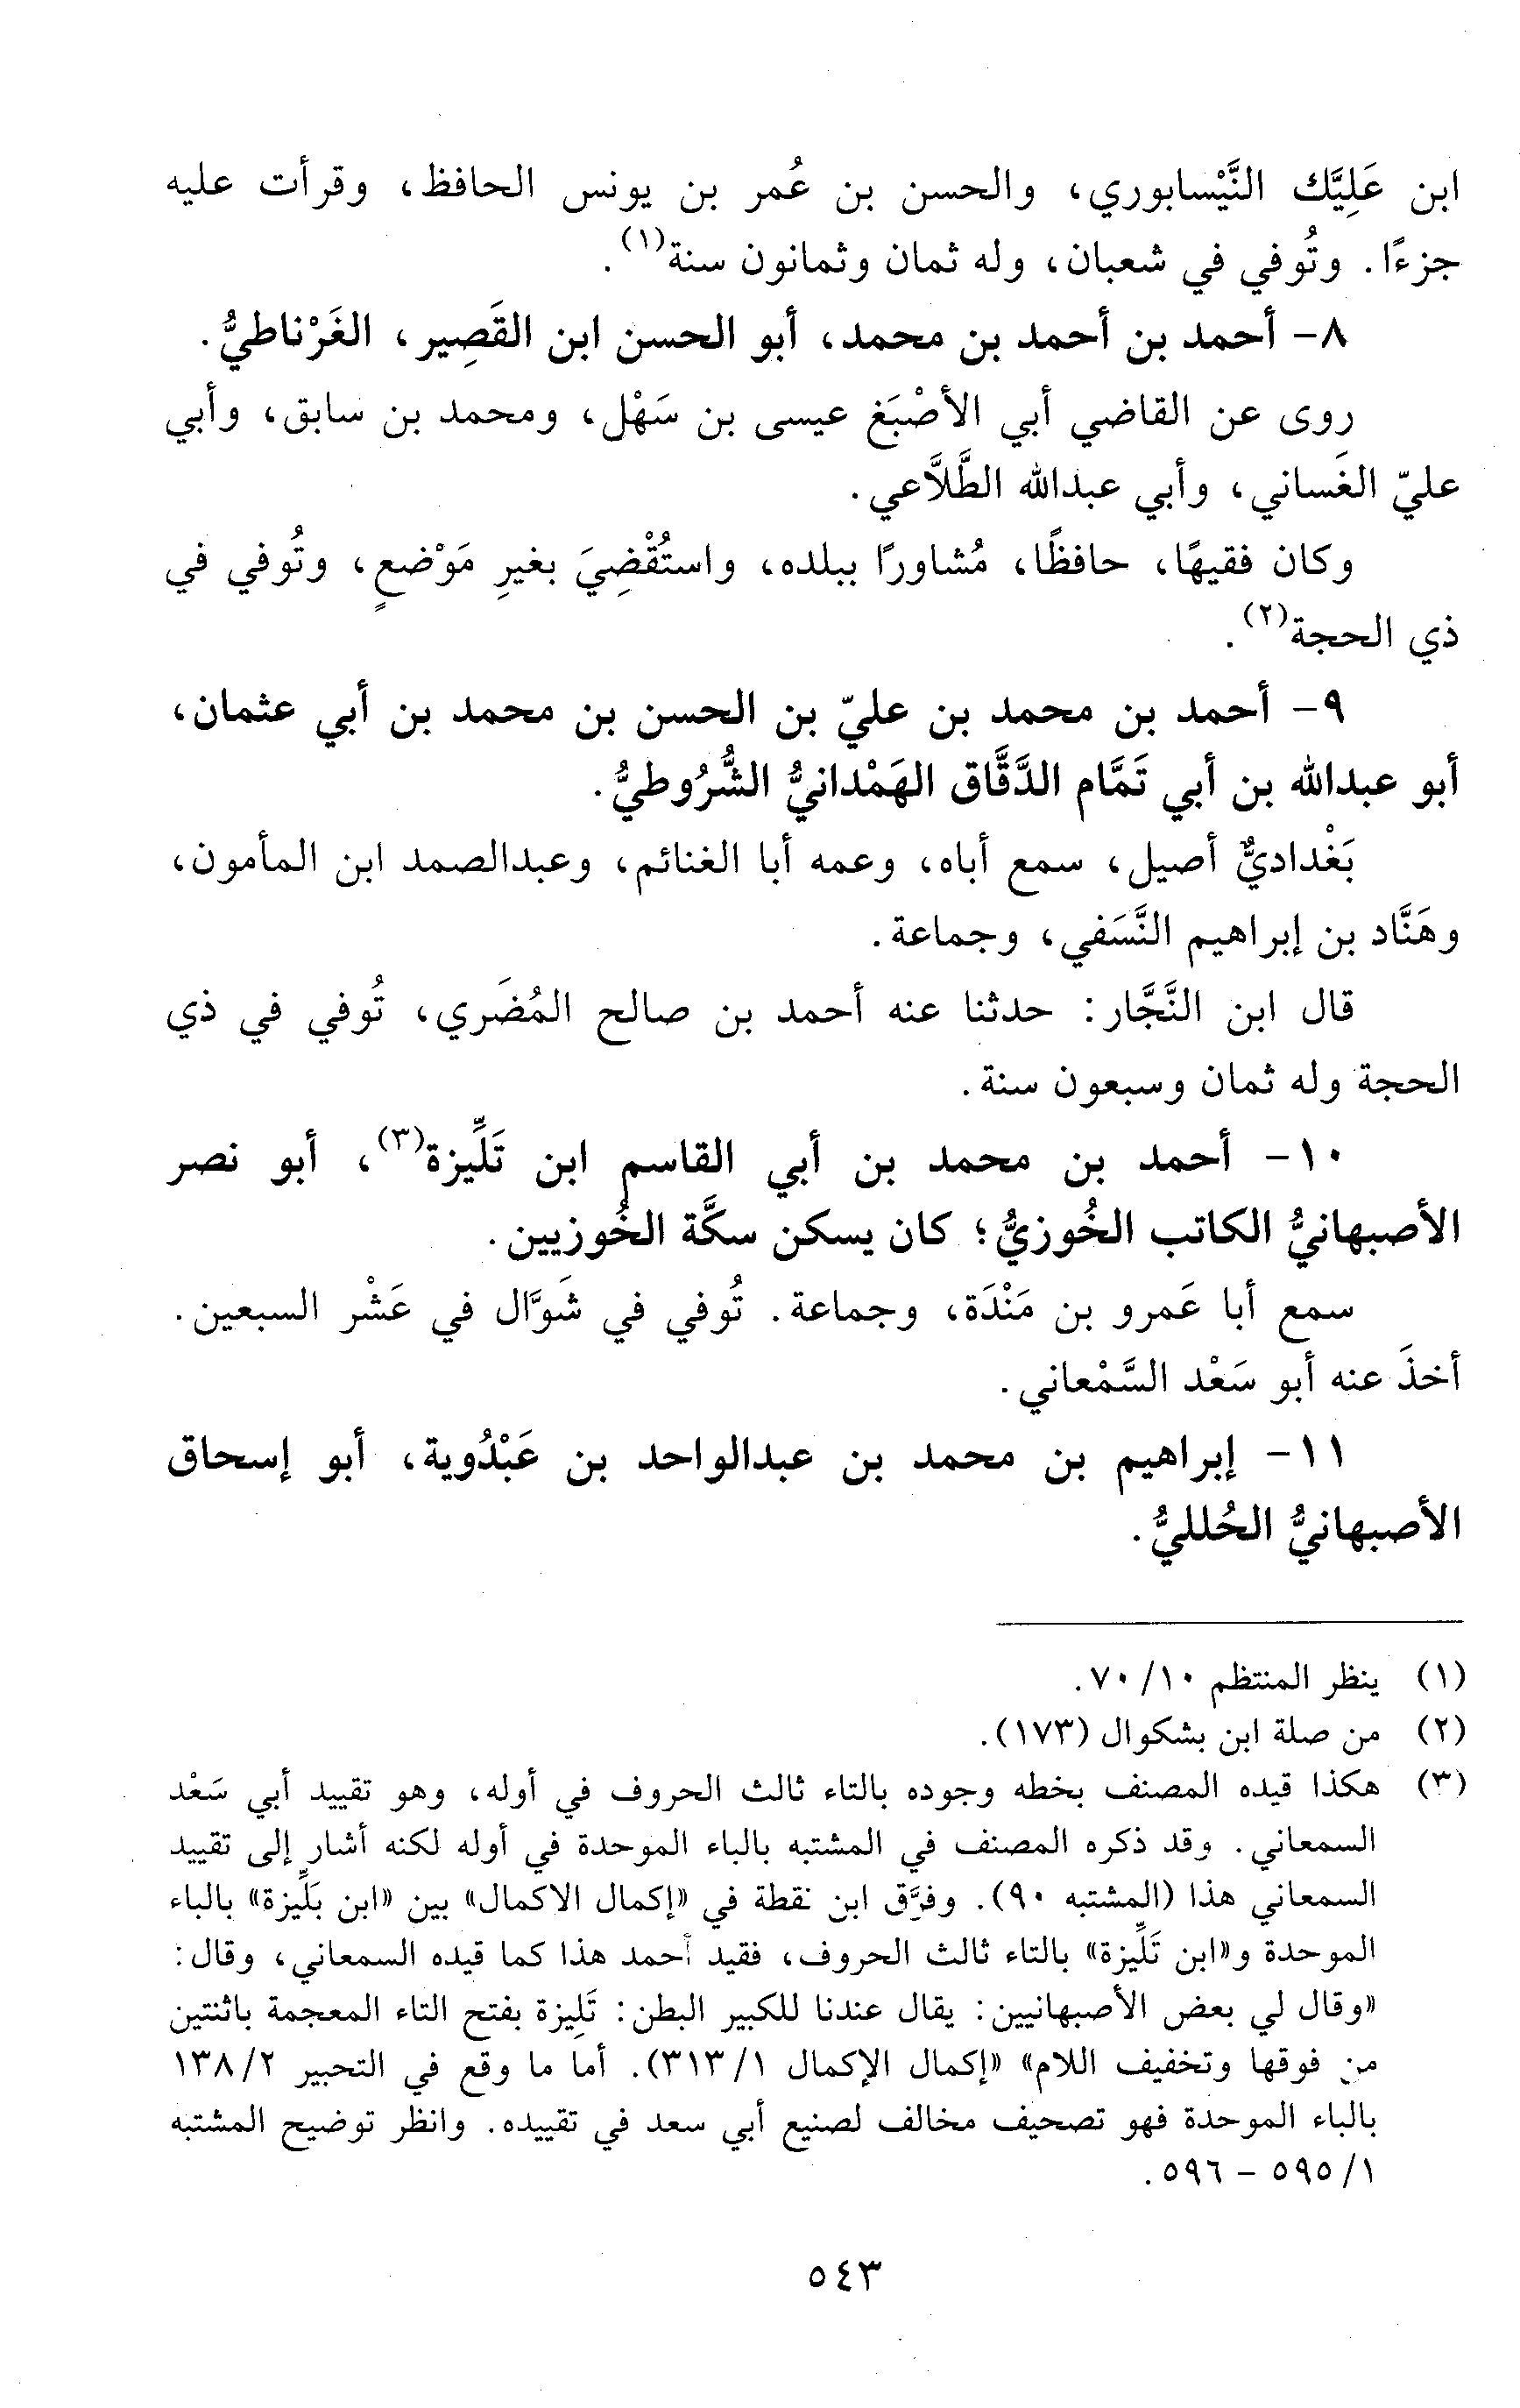 ابن عَلِيَّك النَّيْسابوري، والحسن بن عُمر بن يونس الحافظ، وقرأت عليه
جزءًا. وتُوفي في شعبان، وله ثمان وثمانون سنة(١).
٨- أحمد بن أحمد بن محمد، أبو الحسن ابن القَصِير، الغَرْناطيُّ.
روى عن القاضي أبي الأصْبَغ عيسى بن سَهْل، ومحمد بن سابق، وأبي
عليّ الغَساني، وأبي عبدالله الطَّلَّاعي.
وكان فقيهًا، حافظًا، مُشاورًا ببلده، واستُقْضِيَ بغيرِ مَوْضعٍ، وتُوفي في
ذي الحجة(٢).
٩- أحمد بن محمد بن عليّ بن الحسن بن محمد بن أبي عثمان،
أبو عبدالله بن أبي تَمَّام الدَّقَّاق الهَمْدانيُّ الشُّرُوطيُّ.
بَغْداديٌّ أصيل، سمع أباه، وعمه أبا الغنائم، وعبدالصمد ابن المأمون،
وهَنَّاد بن إبراهيم النَّسَفي، وجماعة.
قال ابن النَّجَّار: حدثنا عنه أحمد بن صالح المُضَري، تُوفي في ذي
الحجة وله ثمان وسبعون سنة.
١٠- أحمد بن محمد بن أبي القاسم ابن تَلِّيزة(٣)، أبو نصر
الأصبهانيُّ الكاتب الخُوزيُّ؛ كان يسكن سكَّة الخُوزيين.
سمع أبا عَمرو بن مَنْدَة، وجماعة. تُوفي في شَوَّال في عَشْر السبعين.
أخذَ عنه أبو سَعْد السَّمْعاني.
١١- إبراهيم بن محمد بن عبدالواحد بن عَبْدُوية، أبو إسحاق
الأصبهانيُّ الحُلليُّ.
(١) ينظر المنتظم ١٠/ ٧٠.
(٢) من صلة ابن بشكوال (١٧٣).
(٣) هكذا قيده المصنف بخطه وجوده بالتاء ثالث الحروف في أوله، وهو تقييد أبي سَعْد
السمعاني. وقد ذكره المصنف في المشتبه بالباء الموحدة في أوله لكنه أشار إلى تقييد
السمعاني هذا (المشتبه ٩٠). وفرَّق ابن نقطة في «إكمال الاكمال» بين «ابن بَلِّيزة» بالباء
الموحدة و«ابن تَلِّيزة» بالتاء ثالث الحروف، فقيد أحمد هذا كما قيده السمعاني، وقال:
«وقال لي بعض الأصبهانيين: يقال عندنا للكبير البطن: تَلِيزة بفتح التاء المعجمة باثنتين
من فوقها وتخفيف اللام» «إكمال الإكمال ١/ ٣١٣). أما ما وقع في التحبير ٢/ ١٣٨
بالباء الموحدة فهو تصحيف مخالف لصنيع أبي سعد في تقييده. وانظر توضيح المشتبه
١/ ٥٩٥ - ٥٩٦.
٥٤٣